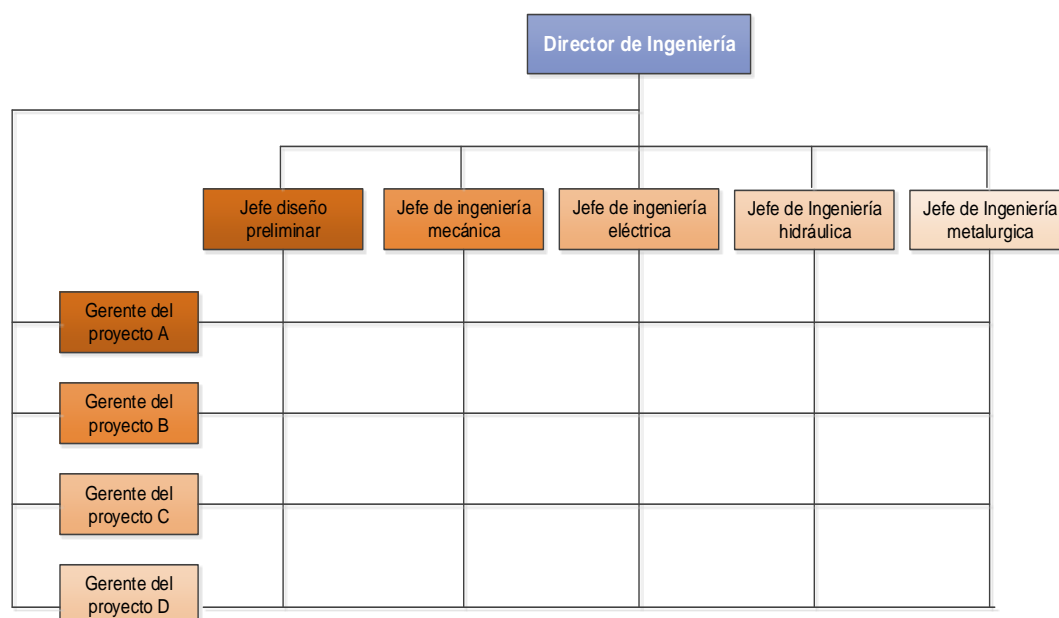 Director de Ingeniería
Jefe diseño
preliminar
Jefe de ingeniería
mecánica
Jefe de ingeniería
eléctrica
Jefe de Ingeniería
hidráulica
Jefe de Ingeniería
metalurgica
Gerente del
proyecto A
Gerente del
proyecto B
Gerente del
proyecto C
Gerente del
proyecto D